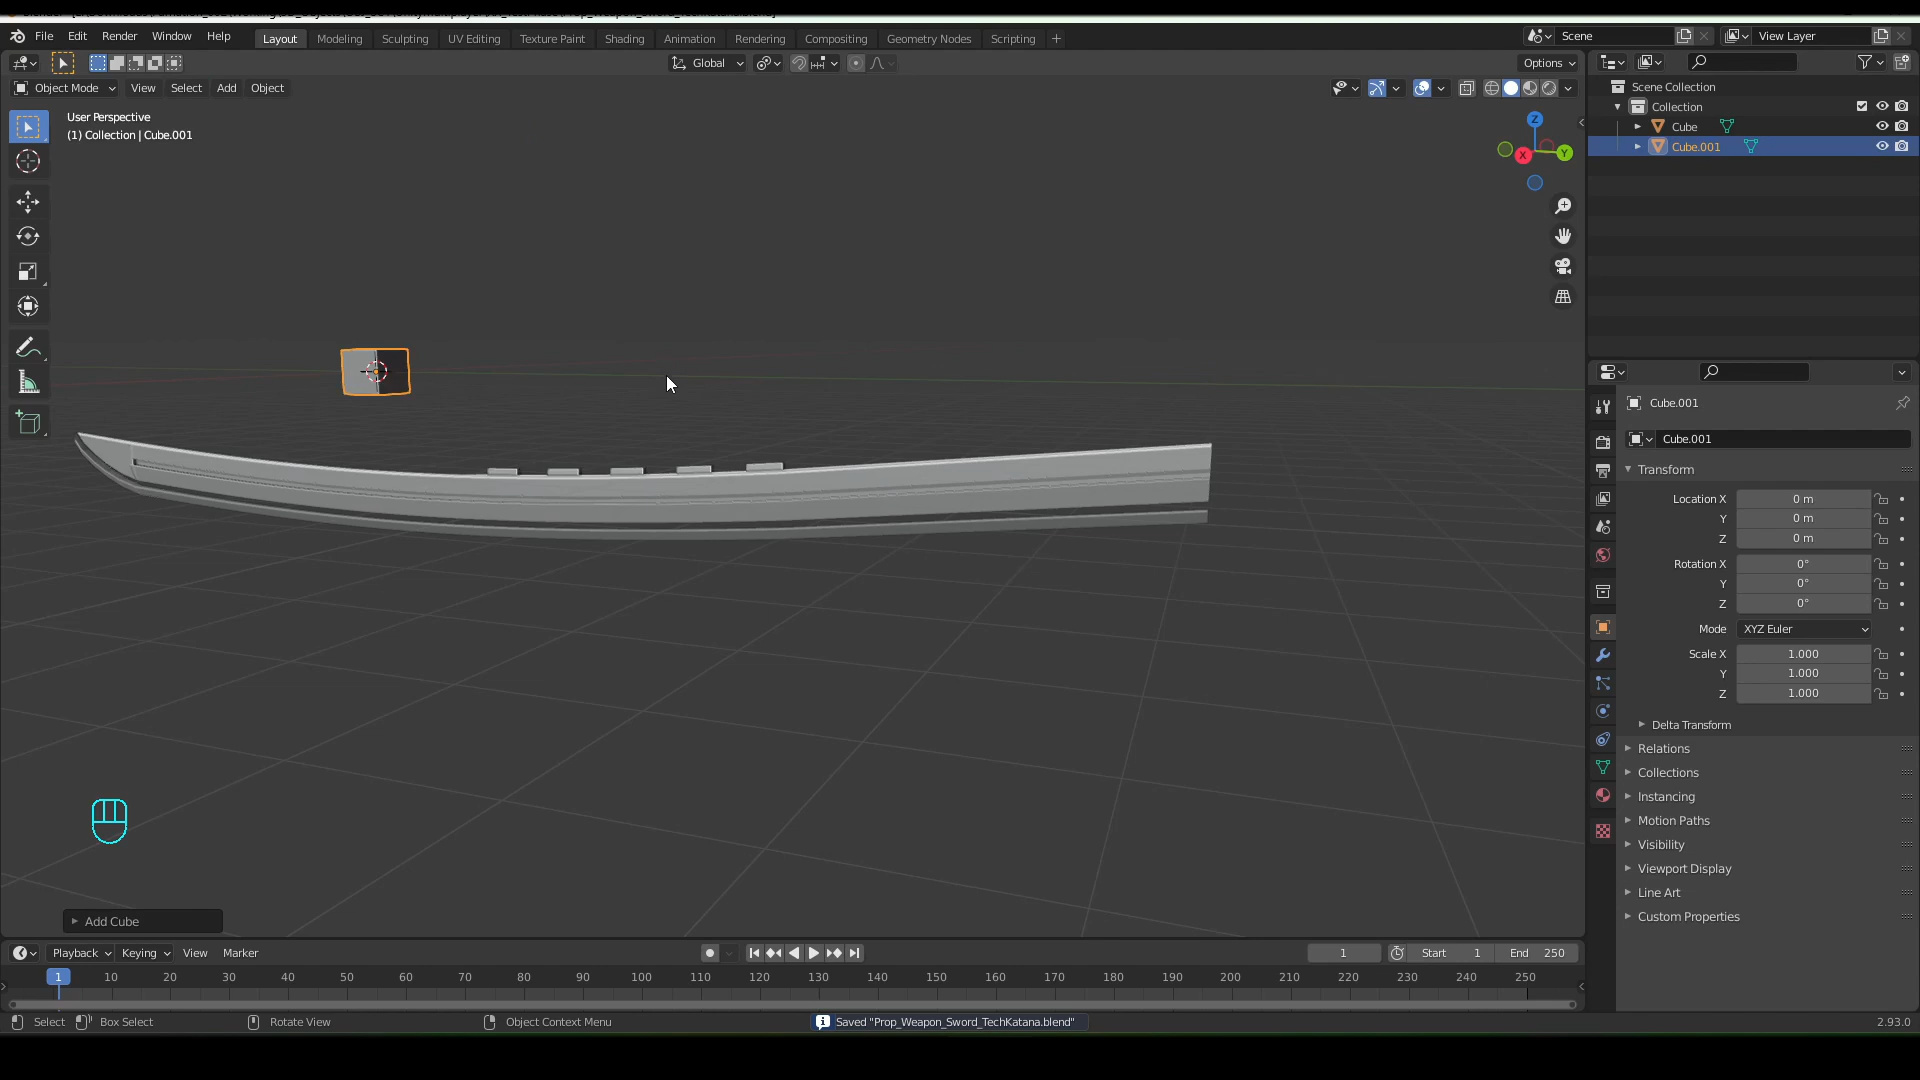 File Edit Render Window Help
Layout Modeling Sculpting UV Editing Texture Paint Shading Animation Rendering Compositing Geometry Nodes Scripting +
Scene
View Layer
Global
Options
Object Mode View Select Add Object
User Perspective
(1) Collection | Cube.001
Z
X
Y
Scene Collection
Collection
Cube
Cube.001
Cube.001
Cube.001
Transform
Location X 0 m
Y 0 m
Z 0 m
Rotation X 0°
Y 0°
Z 0°
Mode XYZ Euler
Scale X 1.000
Y 1.000
Z 1.000
Delta Transform
Relations
Collections
Instancing
Motion Paths
Visibility
Viewport Display
Line Art
Custom Properties
Add Cube
Playback Keying View Marker
1 Start 1 End 250
1 10 20 30 40 50 60 70 80 90 100 110 120 130 140 150 160 170 180 190 200 210 220 230 240 250
Select Box Select Rotate View Object Context Menu Saved "Prop_Weapon_Sword_TechKatana.blend" 2.93.0